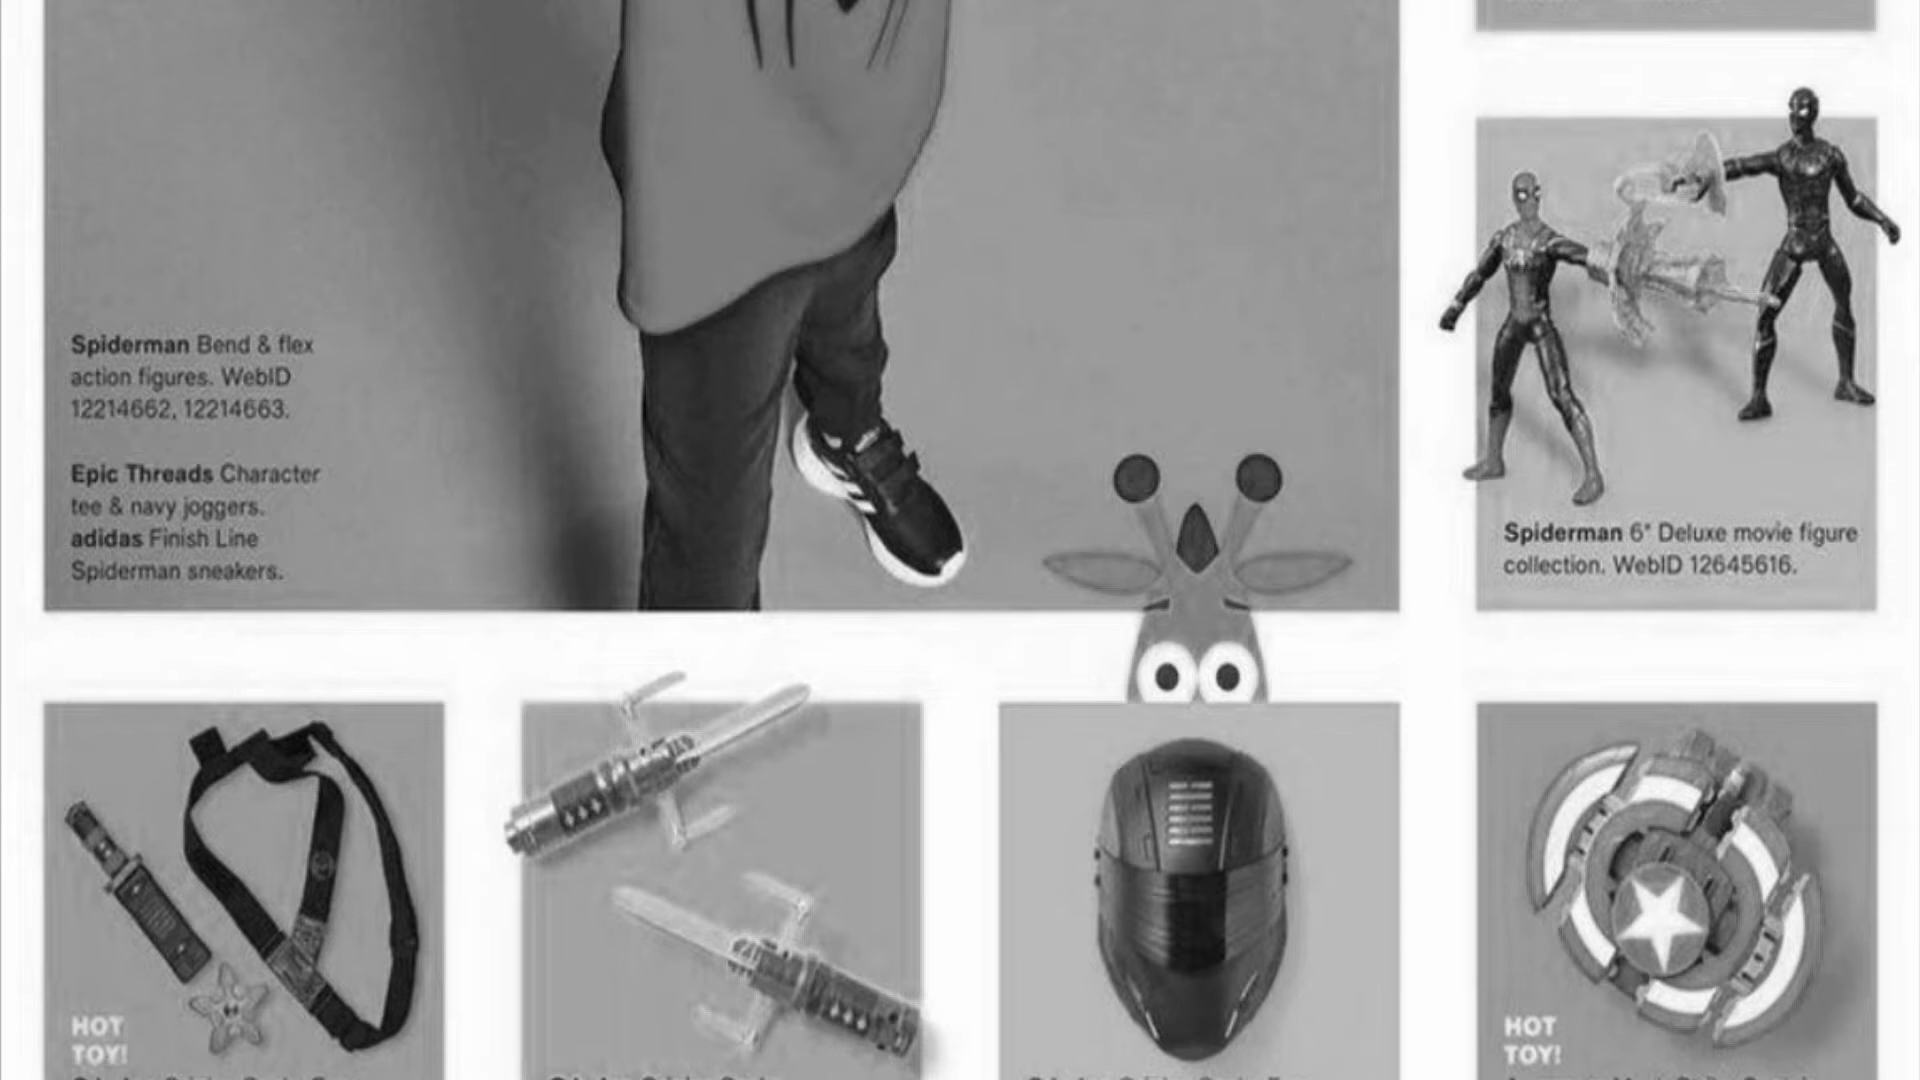 Spiderman Bend & flex
action figures. WebID
12214662, 12214663.
Epic Threads Character
tee & navy joggers.
adidas Finish Line
Spiderman sneakers.
Spiderman 6" Deluxe movie figure
collection. WebID 12645616.
HOT
TOY!
HOT
TOY!